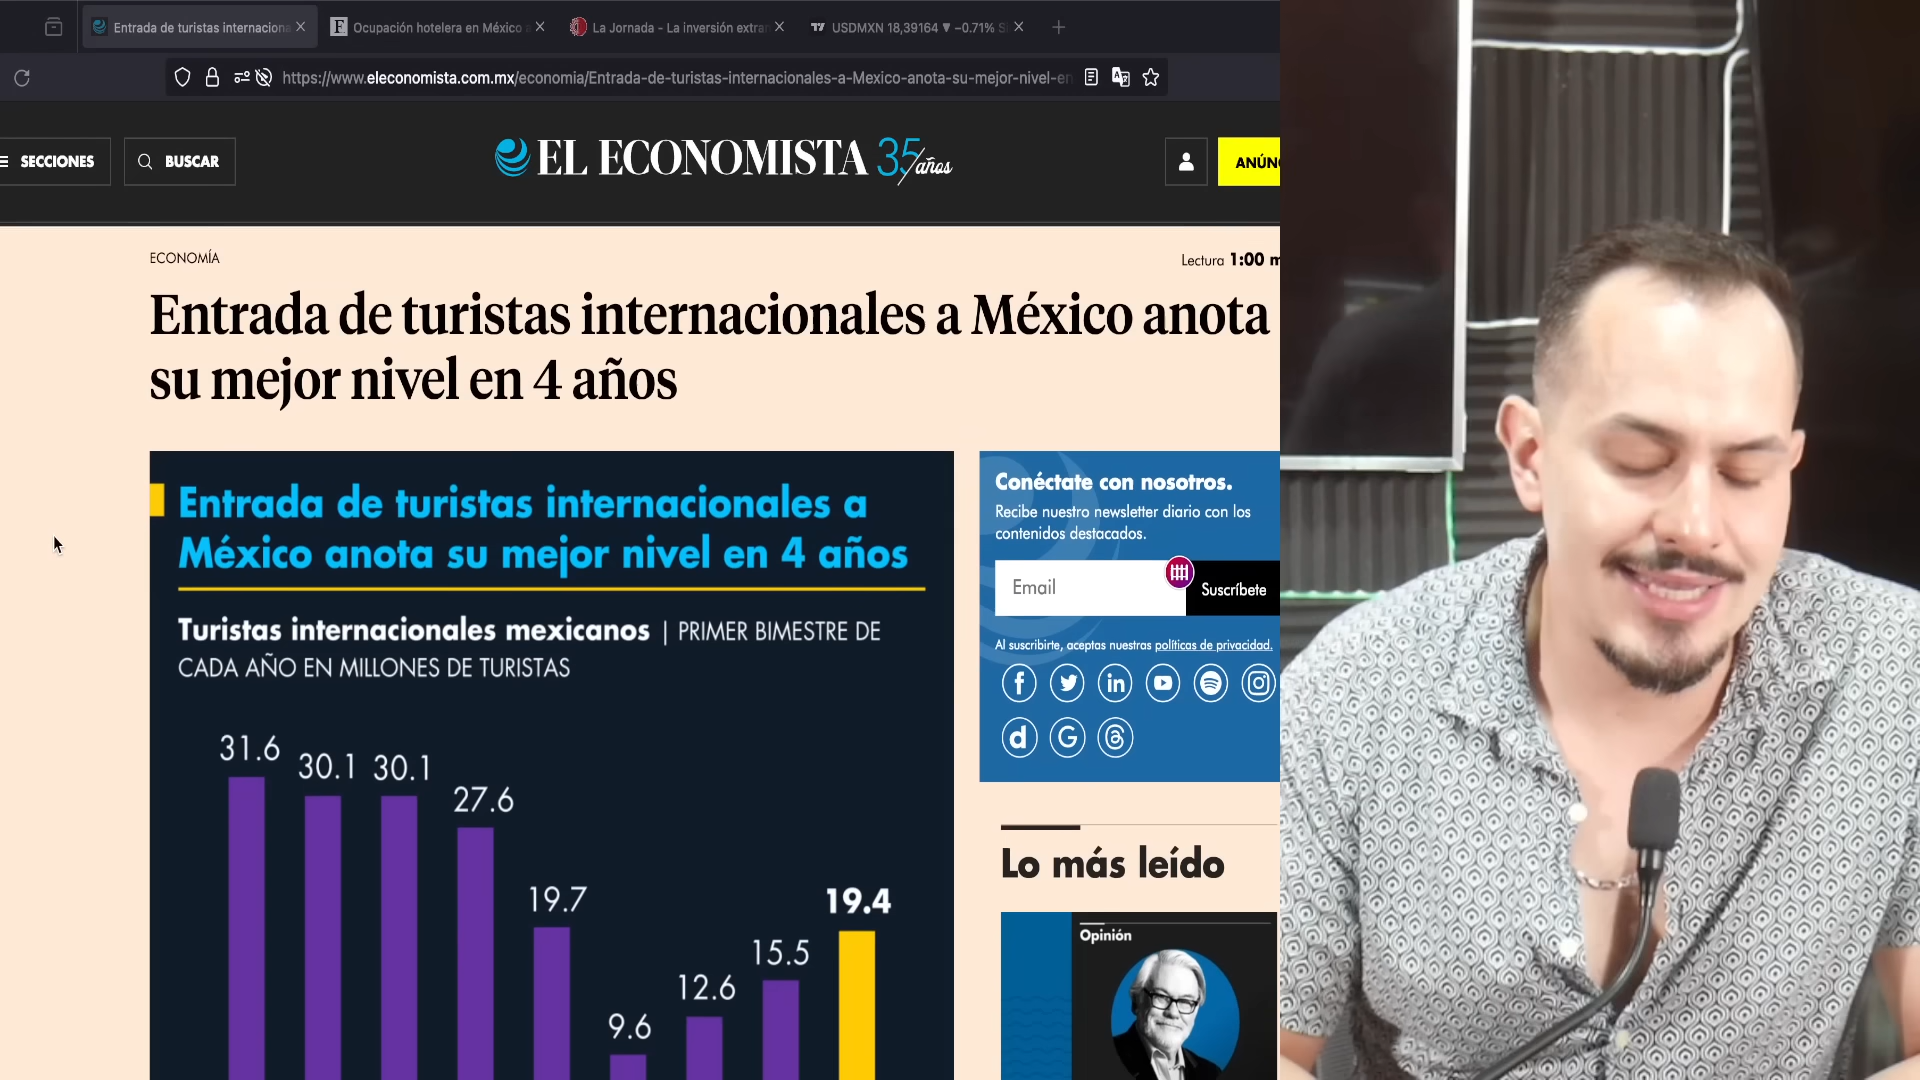 Entrada de turistas internaciona
Ocupación hotelera en México
La Jornada - La inversión extra
USDMXN 18,39164 ▼ −0.71% S
https://www.eleconomista.com.mx/economia/Entrada-de-turistas-internacionales-a-Mexico-anota-su-mejor-nivel-en
SECCIONES
BUSCAR
EL ECONOMISTA 35 años
ANÚN
ECONOMÍA
Lectura 1:00 m
Entrada de turistas internacionales a México anota
su mejor nivel en 4 años
Entrada de turistas internacionales a
México anota su mejor nivel en 4 años
Turistas internacionales mexicanos | PRIMER BIMESTRE DE
CADA AÑO EN MILLONES DE TURISTAS
31.6
30.1
30.1
27.6
19.7
9.6
12.6
15.5
19.4
Conéctate con nosotros.
Recibe nuestro newsletter diario con los
contenidos destacados.
Email
Suscríbete
Al suscribirte, aceptas nuestras políticas de privacidad.
Lo más leído
Opinión